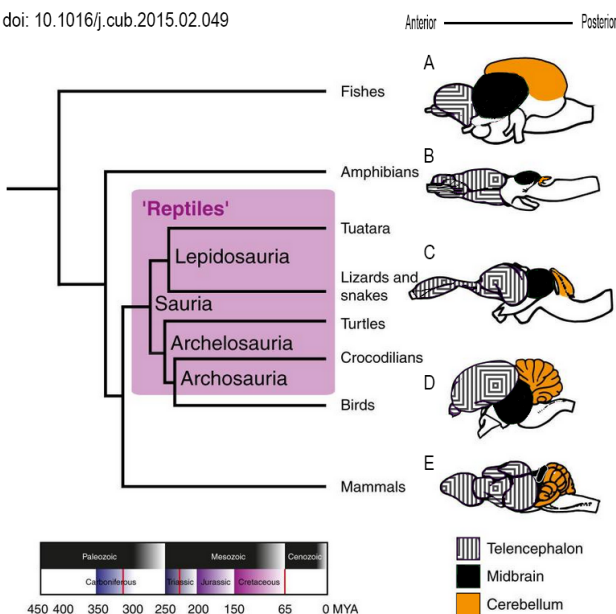 doi: 10.1016/j.cub.2015.02.049
Anterior Posterior
A
Fishes
B
Amphibians
'Reptiles'
Tuatara
Lepidosauria
C
Lizards and
snakes
Sauria
Turtles
Archelosauria
Crocodilians
D
Archosauria
Birds
E
Mammals
Paleozoic Mesozoic Cenozoic
Carboniferous Triassic Jurassic Cretaceous
450 400 350 300 250 200 150 65 0 MYA
Telencephalon
Midbrain
Cerebellum